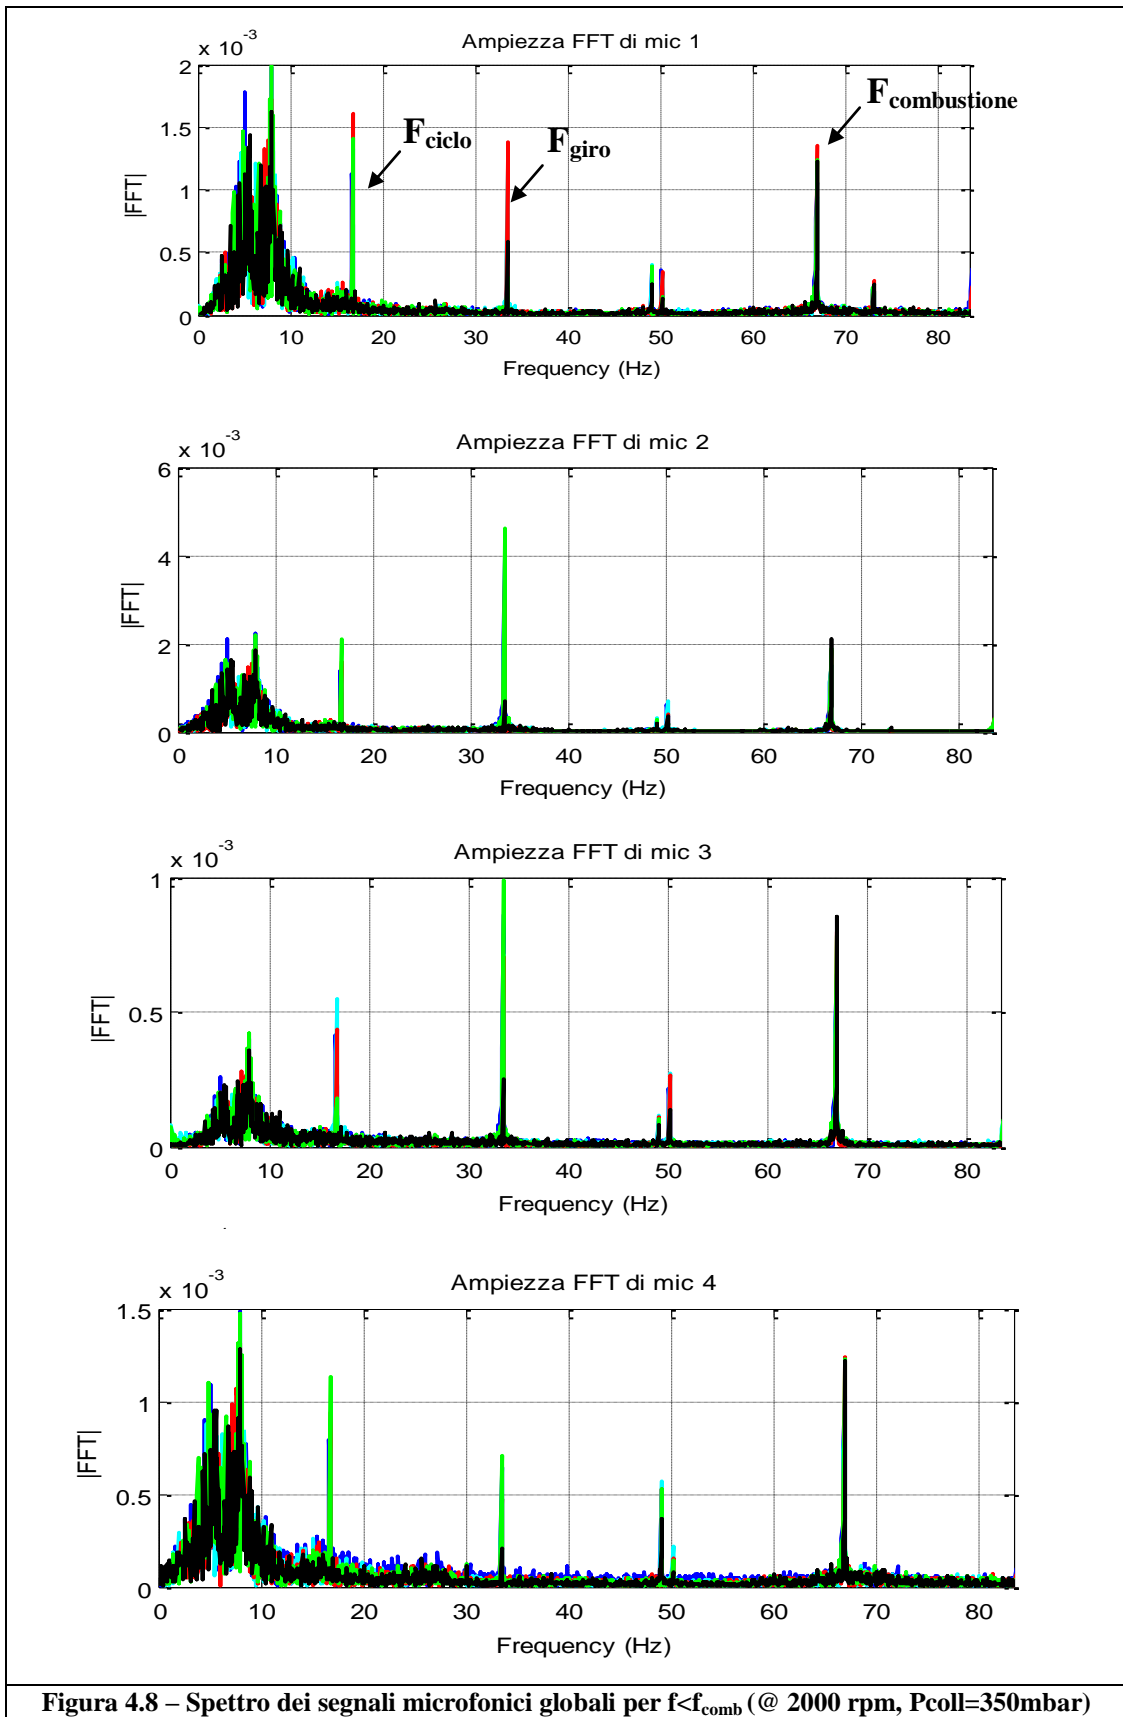 Ampiezza FFT di mic 1
x 10⁻³
2
1.5
1
0.5
0
|FFT|
F_ciclo
F_giro
F_combustione
0 10 20 30 40 50 60 70 80
Frequency (Hz)
Ampiezza FFT di mic 2
x 10⁻³
6
4
2
0
|FFT|
0 10 20 30 40 50 60 70 80
Frequency (Hz)
Ampiezza FFT di mic 3
x 10⁻³
1
0.5
0
|FFT|
0 10 20 30 40 50 60 70 80
Frequency (Hz)
Ampiezza FFT di mic 4
x 10⁻³
1.5
1
0.5
0
|FFT|
0 10 20 30 40 50 60 70 80
Frequency (Hz)
Figura 4.8 – Spettro dei segnali microfonici globali per f<f_comb (@ 2000 rpm, Pcoll=350mbar)